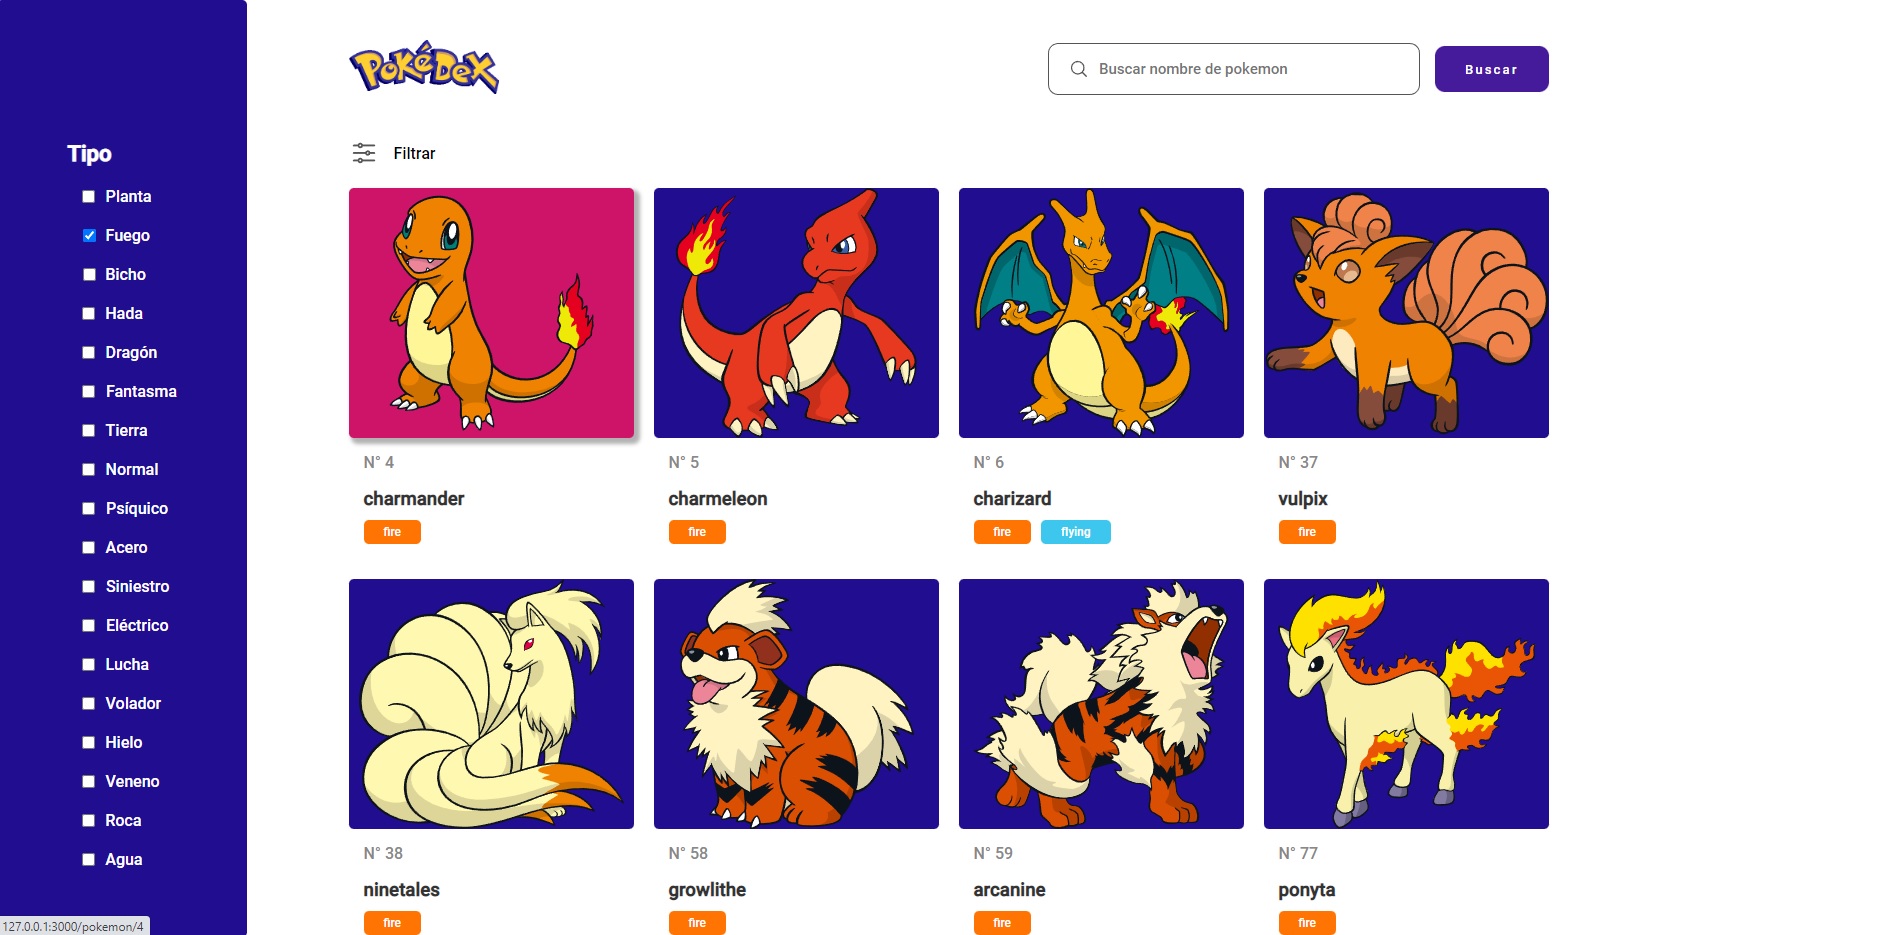 PoKéDex
Buscar nombre de pokemon
Buscar
Tipo
Planta
Fuego
Bicho
Hada
Dragón
Fantasma
Tierra
Normal
Psíquico
Acero
Siniestro
Eléctrico
Lucha
Volador
Hielo
Veneno
Roca
Agua
Filtrar
N° 4
charmander
fire
N° 5
charmeleon
fire
N° 6
charizard
fire flying
N° 37
vulpix
fire
N° 38
ninetales
fire
N° 58
growlithe
fire
N° 59
arcanine
fire
N° 77
ponyta
fire
127.0.0.1:3000/pokemon/4